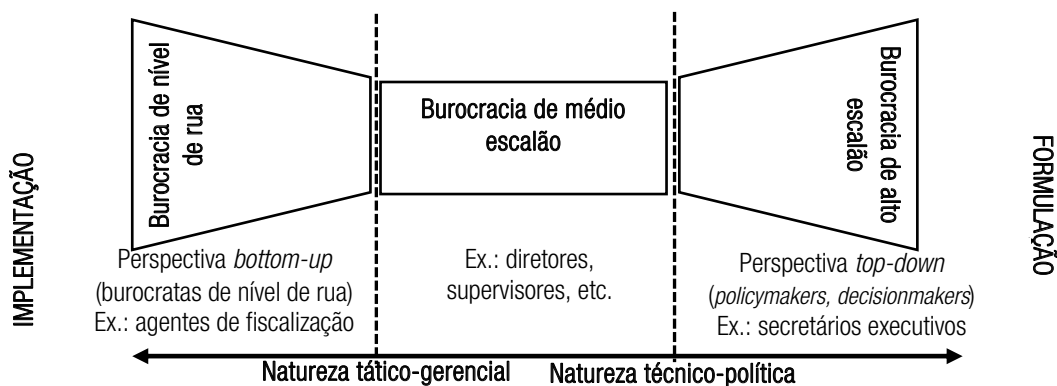 IMPLEMENTAÇÃO
Burocracia de nível
de rua
Burocracia de médio
escalão
Burocracia de alto
escalão
FORMULAÇÃO
Perspectiva bottom-up
(burocratas de nível de rua)
Ex.: agentes de fiscalização
Ex.: diretores,
supervisores, etc.
Perspectiva top-down
(policymakers, decisionmakers)
Ex.: secretários executivos
Natureza tático-gerencial
Natureza técnico-política